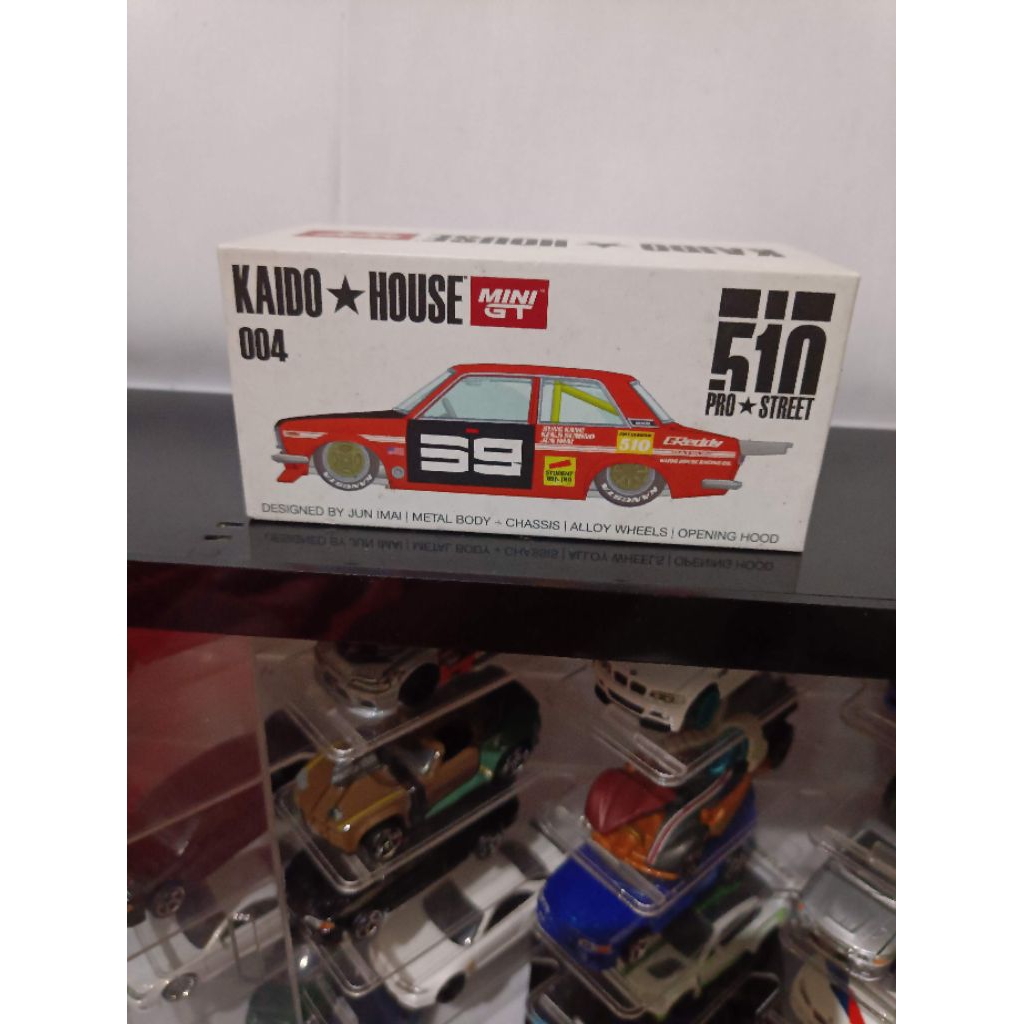 KAIDO★HOUSE
MINI GT
004
510
PRO★STREET
59
510
GReddy
DESIGNED BY JUN IMAI | METAL BODY + CHASSIS | ALLOY WHEELS | OPENING HOOD